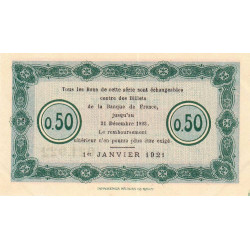 Tous les Bons de cette série sont échangeables
contre des Billets
de la Banque de France,
jusqu'au
31 Décembre 1920.
Le remboursement
ultérieur n'en pourra plus être exigé.
0.50
0.50
1er JANVIER 1921